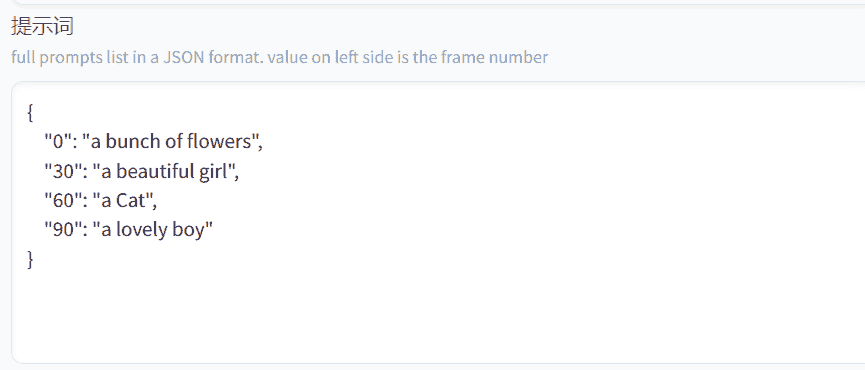 提示词
full prompts list in a JSON format. value on left side is the frame number
{
"0": "a bunch of flowers",
"30": "a beautiful girl",
"60": "a Cat",
"90": "a lovely boy"
}